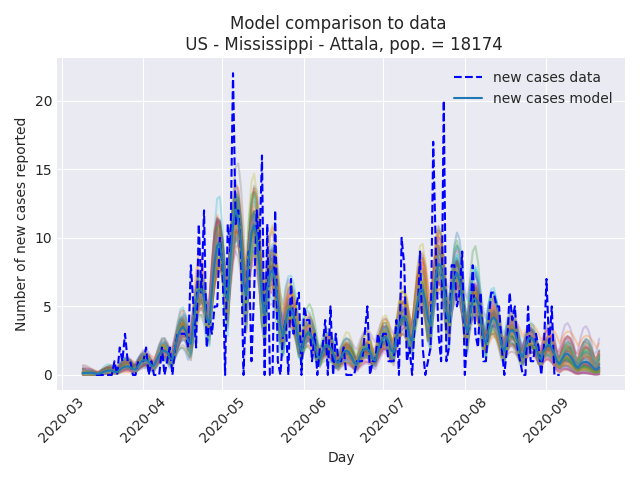 Model comparison to data
US - Mississippi - Attala, pop. = 18174
new cases data
new cases model
Number of new cases reported
20
15
10
5
0
2020-03
2020-04
2020-05
2020-06
2020-07
2020-08
2020-09
Day